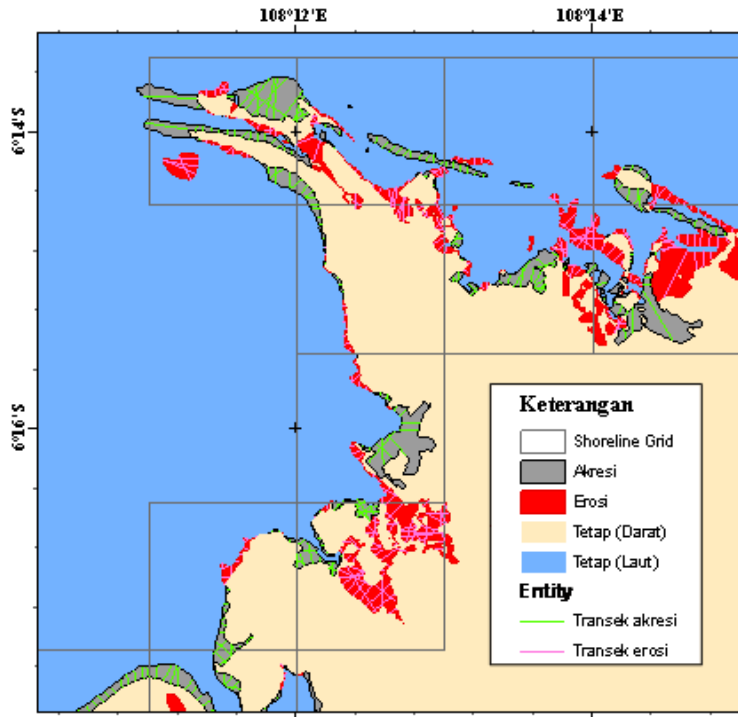 108°12'E
108°14'E
6°14'S
6°16'S
Keterangan
Shoreline Grid
Akresi
Erosi
Tetap (Darat)
Tetap (Laut)
Entity
Transek akresi
Transek erosi